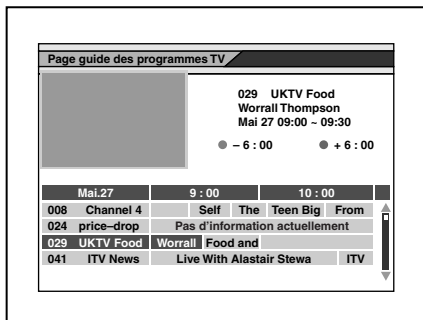 Page guide des programmes TV
029 UKTV Food
Worrall Thompson
Mai 27 09:00 ~ 09:30
– 6 : 00 + 6 : 00
Mai.27 9 : 00 10 : 00
008 Channel 4 Self The Teen Big From
024 price–drop Pas d'information actuellement
029 UKTV Food Worrall Food and
041 ITV News Live With Alastair Stewa ITV